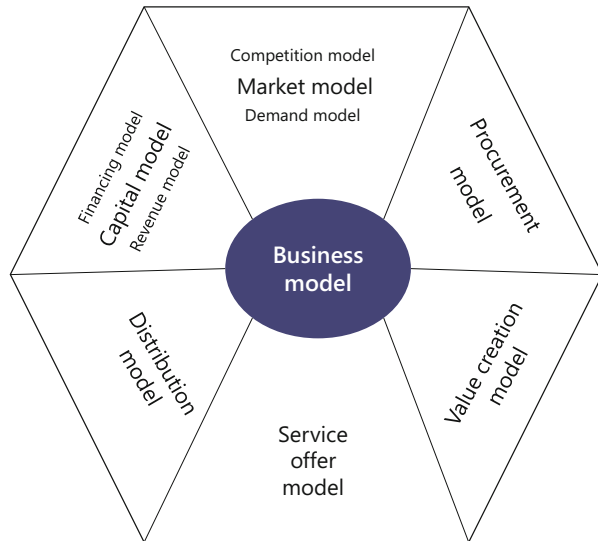 Competition model
Market model
Demand model
Procurement
model
Financing model
Capital model
Revenue model
Business
model
Distribution
model
Value creation
model
Service
offer
model